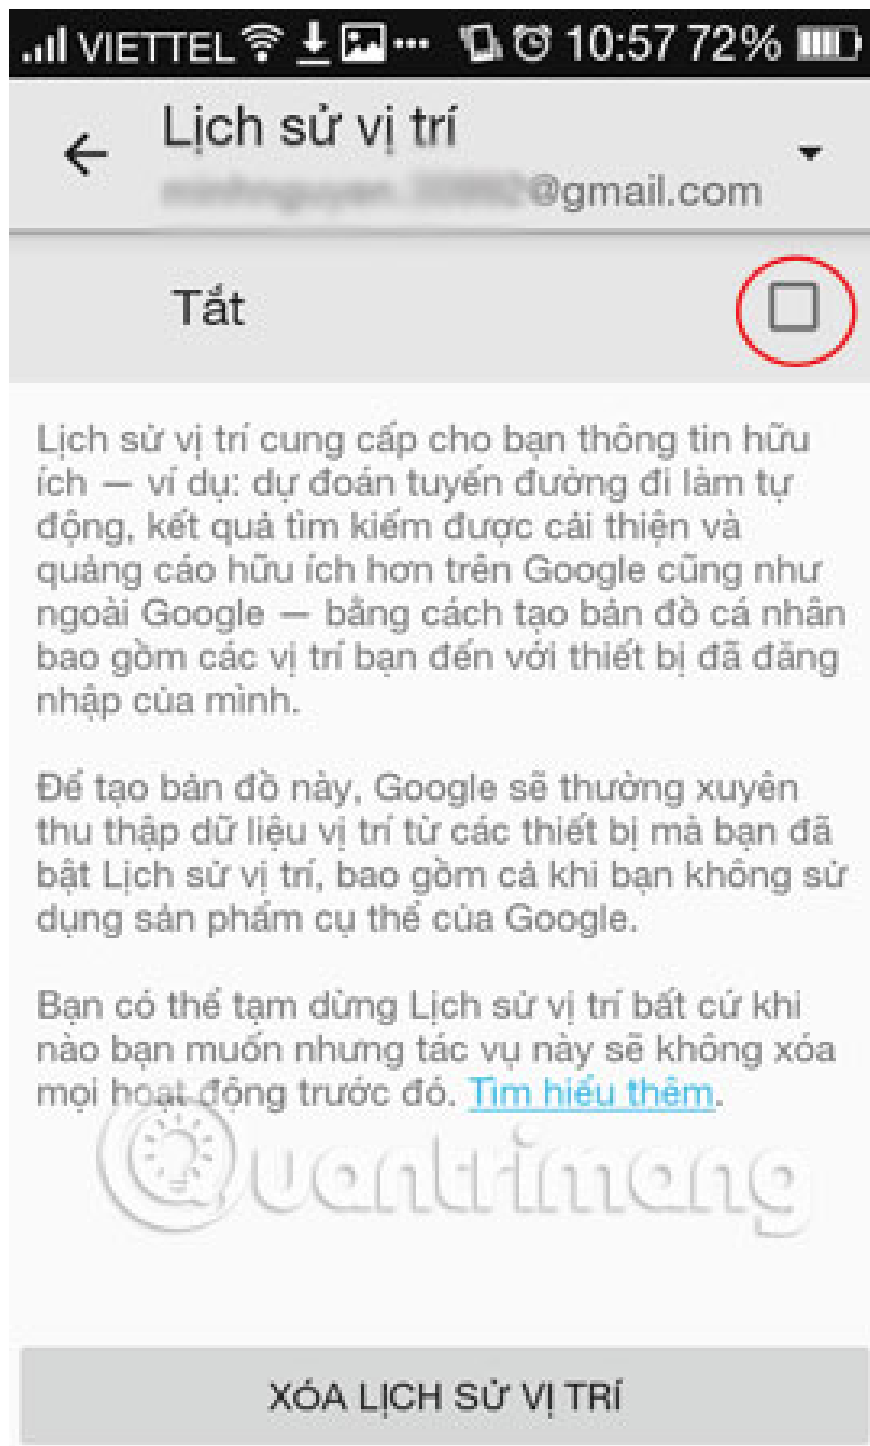 VIETTEL 10:57 72%
Lịch sử vị trí
@gmail.com
Tắt
Lịch sử vị trí cung cấp cho bạn thông tin hữu
ích — ví dụ: dự đoán tuyến đường đi làm tự
động, kết quả tìm kiếm được cải thiện và
quảng cáo hữu ích hơn trên Google cũng như
ngoài Google — bằng cách tạo bản đồ cá nhân
bao gồm các vị trí bạn đến với thiết bị đã đăng
nhập của mình.
Để tạo bản đồ này, Google sẽ thường xuyên
thu thập dữ liệu vị trí từ các thiết bị mà bạn đã
bật Lịch sử vị trí, bao gồm cả khi bạn không sử
dụng sản phẩm cụ thể của Google.
Bạn có thể tạm dừng Lịch sử vị trí bất cứ khi
nào bạn muốn nhưng tác vụ này sẽ không xóa
mọi hoạt động trước đó. Tìm hiểu thêm.
Quantrimang
XÓA LỊCH SỬ VỊ TRÍ